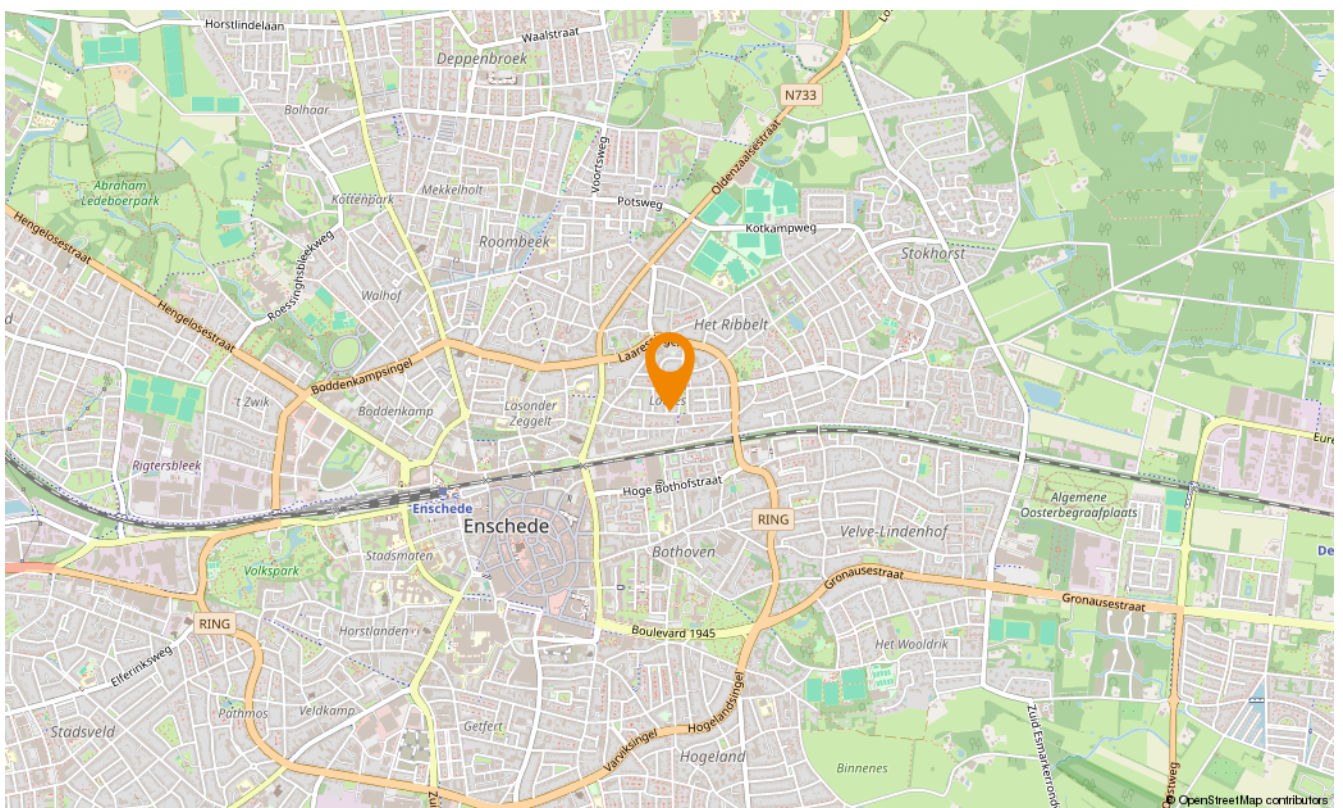 Horstlindelaan
Waalstraat
Deppenbroek
Bolhaar
N733
Voortsweg
Oldenzaalsestraat
Abraham
Ledeboerpark
Kottenpark
Mekkelholt
Potsweg
Kotkampweg
Hengelosestraat
Roessinghsbleekweg
Roombeek
Stokhorst
Walhof
Hengelosestraat
Het Ribbelt
Boddenkampsingel
't Zwik
Boddenkamp
Lasonder
Zeggelt
Rigtersbleek
Hoge Bothofstraat
Enschede
Enschede
RING
Algemene
Oosterbegraafplaats
Velve-Lindenhof
Stadsmaten
Bothoven
Volkspark
Gronausestraat
Gronausestraat
RING
Horstlanden
Boulevard 1945
Het Wooldrik
Elferinksweg
Pathmos
Veldkamp
Getfert
Varviksingel
Hogelandsingel
Stadsveld
Hogeland
Binnenes
© OpenStreetMap contributors